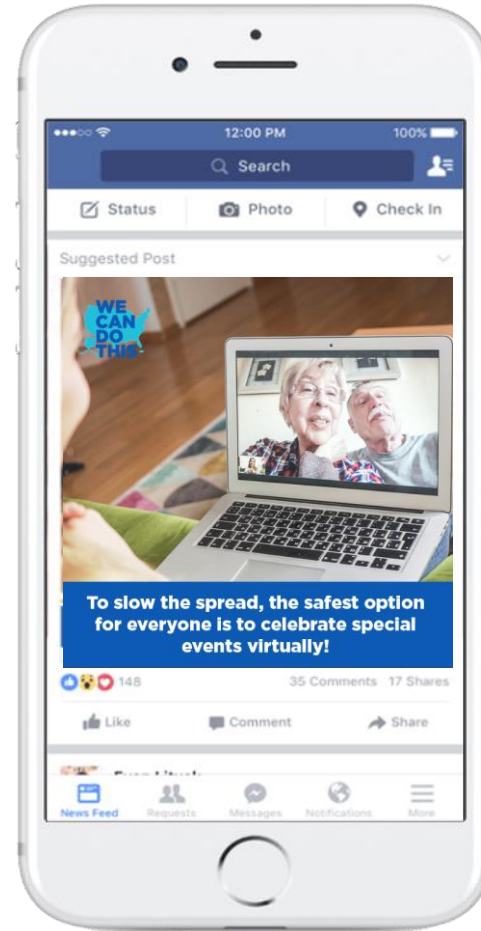 12:00 PM
100%
Search
Status Photo Check In
Suggested Post
WE
CAN
DO
THIS
To slow the spread, the safest option
for everyone is to celebrate special
events virtually!
148 35 Comments 17 Shares
Like Comment Share
News Feed Requests Messages Notifications More